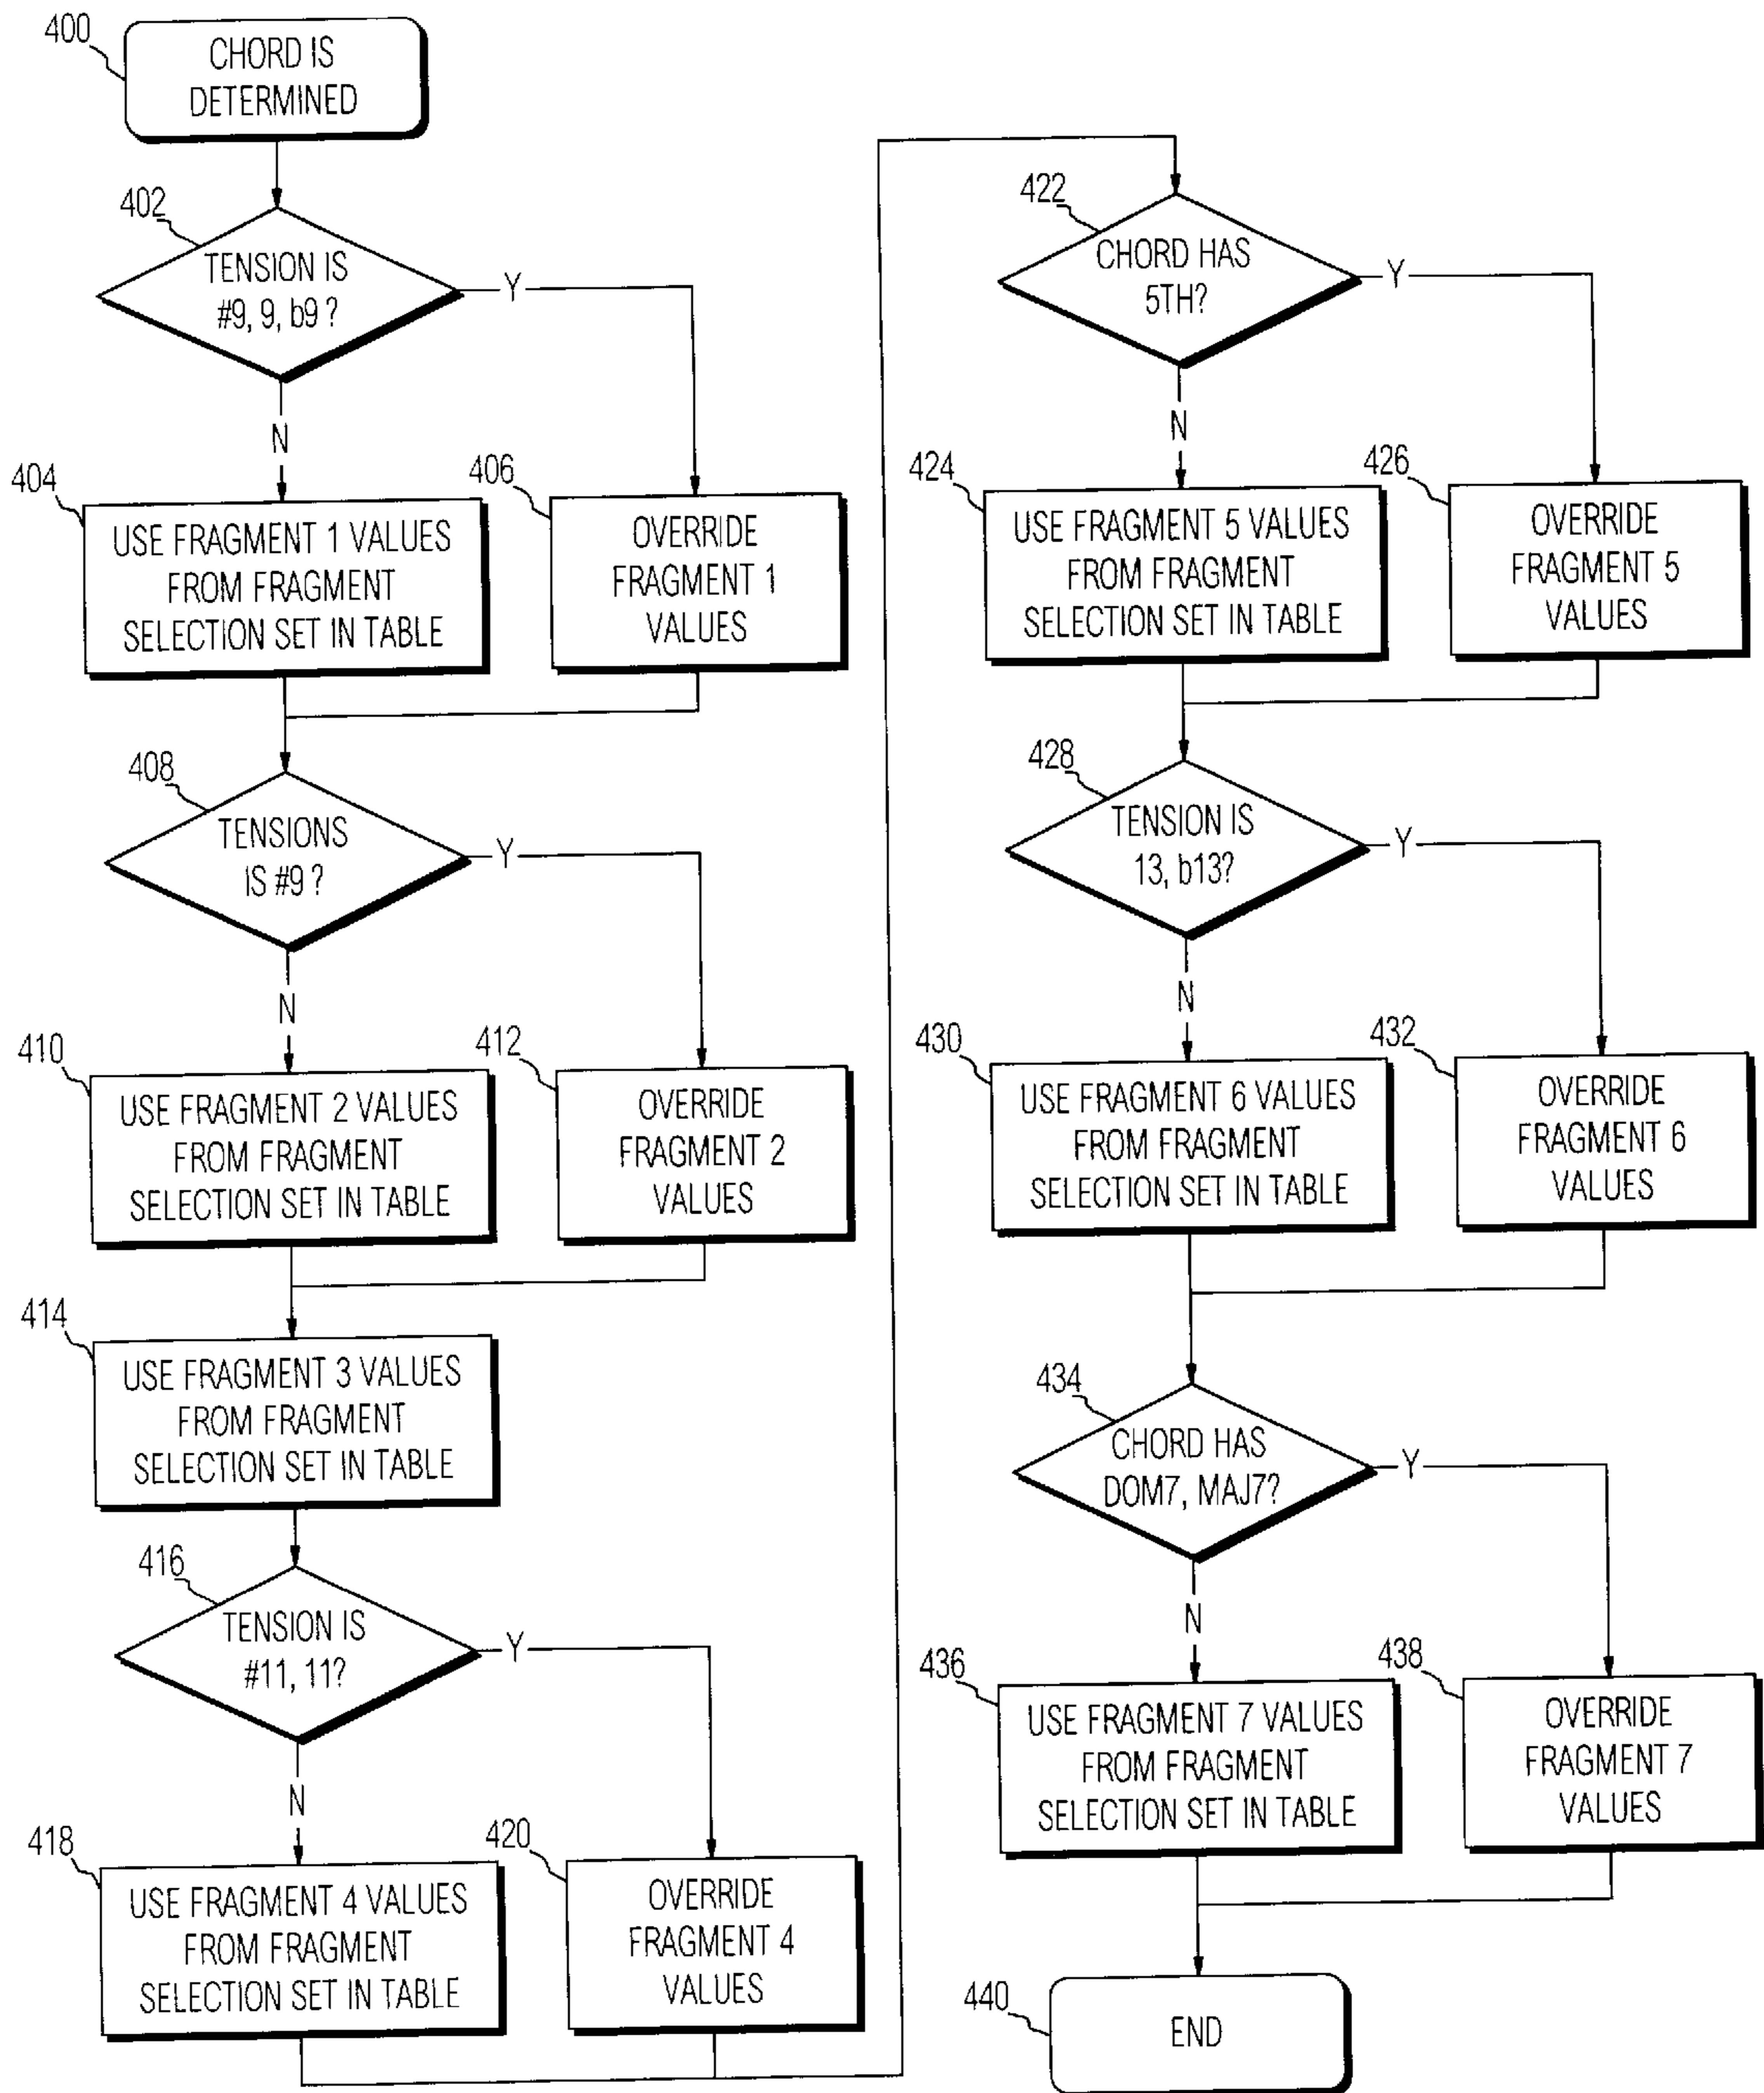 400
CHORD IS
DETERMINED
402
TENSION IS
#9, 9, b9 ?
Y
N
404
USE FRAGMENT 1 VALUES
FROM FRAGMENT
SELECTION SET IN TABLE
406
OVERRIDE
FRAGMENT 1
VALUES
408
TENSIONS
IS #9 ?
Y
N
410
USE FRAGMENT 2 VALUES
FROM FRAGMENT
SELECTION SET IN TABLE
412
OVERRIDE
FRAGMENT 2
VALUES
414
USE FRAGMENT 3 VALUES
FROM FRAGMENT
SELECTION SET IN TABLE
416
TENSION IS
#11, 11?
Y
N
418
USE FRAGMENT 4 VALUES
FROM FRAGMENT
SELECTION SET IN TABLE
420
OVERRIDE
FRAGMENT 4
VALUES
422
CHORD HAS
5TH?
Y
N
424
USE FRAGMENT 5 VALUES
FROM FRAGMENT
SELECTION SET IN TABLE
426
OVERRIDE
FRAGMENT 5
VALUES
428
TENSION IS
13, b13?
Y
N
430
USE FRAGMENT 6 VALUES
FROM FRAGMENT
SELECTION SET IN TABLE
432
OVERRIDE
FRAGMENT 6
VALUES
434
CHORD HAS
DOM7, MAJ7?
Y
N
436
USE FRAGMENT 7 VALUES
FROM FRAGMENT
SELECTION SET IN TABLE
438
OVERRIDE
FRAGMENT 7
VALUES
440
END